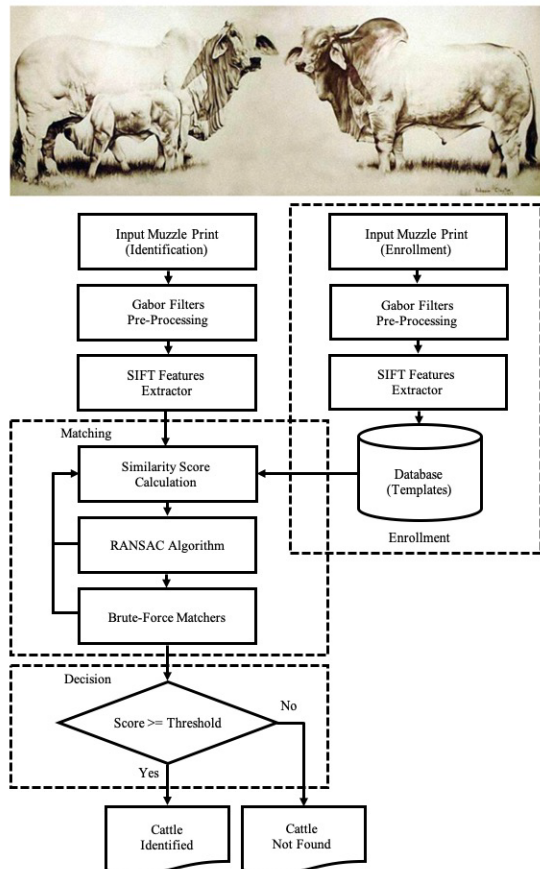 Input Muzzle Print
(Identification)
Gabor Filters
Pre-Processing
SIFT Features
Extractor
Input Muzzle Print
(Enrollment)
Gabor Filters
Pre-Processing
SIFT Features
Extractor
Database
(Templates)
Enrollment
Matching
Similarity Score
Calculation
RANSAC Algorithm
Brute-Force Matchers
Decision
Score >= Threshold
No
Yes
Cattle
Identified
Cattle
Not Found